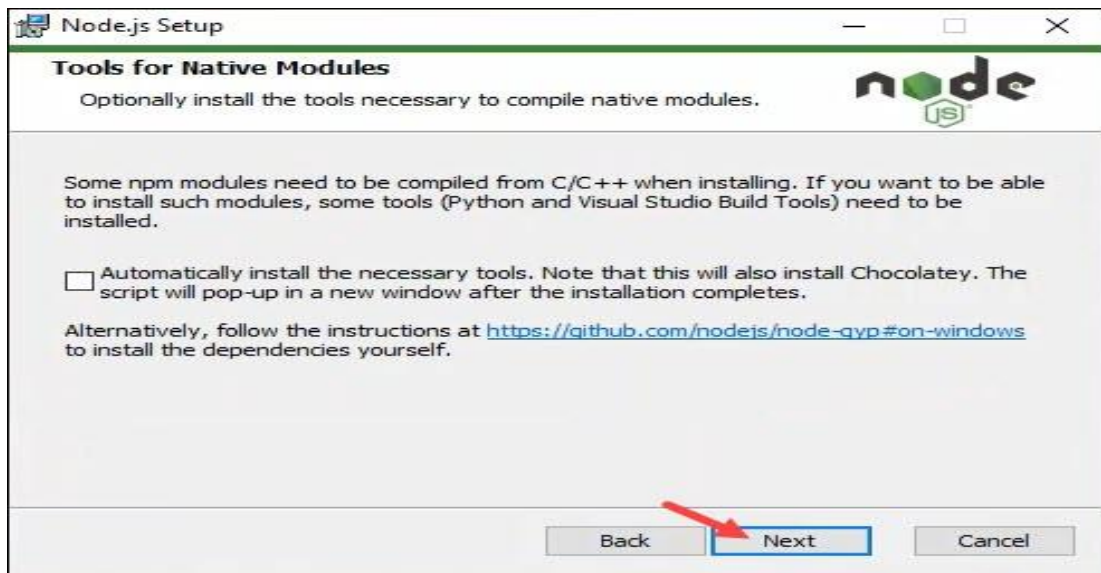 Node.js Setup
Tools for Native Modules
Optionally install the tools necessary to compile native modules.
node
JS
Some npm modules need to be compiled from C/C++ when installing. If you want to be able
to install such modules, some tools (Python and Visual Studio Build Tools) need to be
installed.
Automatically install the necessary tools. Note that this will also install Chocolatey. The
script will pop-up in a new window after the installation completes.
Alternatively, follow the instructions at https://github.com/nodejs/node-gyp#on-windows
to install the dependencies yourself.
Back
Next
Cancel